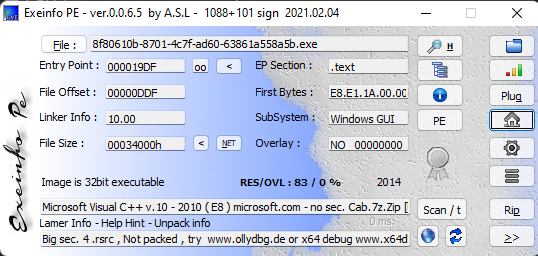 Exeinfo PE - ver.0.0.6.5 by A.S.L - 1088+101 sign 2021.02.04
File : 8f80610b-8701-4c7f-ad60-63861a558a5b.exe H
Entry Point : 000019DF oo < EP Section : .text
File Offset : 00000DDF First Bytes : E8.E1.1A.00.00 Plug
Linker Info : 10.00 SubSystem : Windows GUI PE
File Size : 00034000h < NET Overlay : NO 00000000
Image is 32bit executable RES/OVL : 83 / 0 % 2014
Microsoft Visual C++ v.10 - 2010 ( E8 ) microsoft.com - no sec. Cab.7z.Zip [ Scan / t Rip
Lamer Info - Help Hint - Unpack info 0 ms.
Big sec. 4 .rsrc , Not packed , try www.ollydbg.de or x64 debug www.x64d >>
Exeinfo Pe